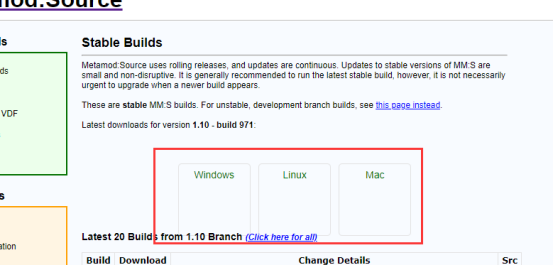 mod:Source
Stable Builds
Metamod:Source uses rolling releases, and updates are continuous. Updates to stable versions of MM:S are
small and non-disruptive. It is generally recommended to run the latest stable build, however, it is not necessarily
urgent to upgrade when a newer build appears.
VDF
These are stable MM:S builds. For unstable, development branch builds, see this page instead.
Latest downloads for version 1.10 - build 971:
Windows Linux Mac
Latest 20 Builds from 1.10 Branch (Click here for all)
Build Download Change Details Src